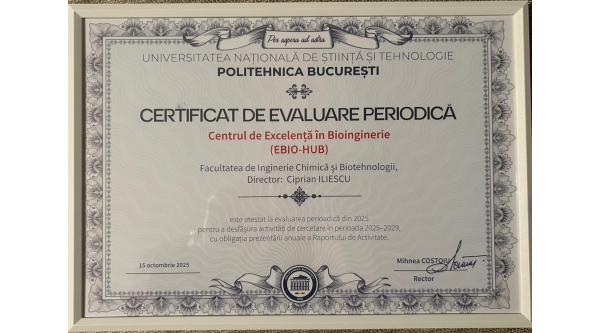 Per aspera ad astra
UNIVERSITATEA NAȚIONALĂ DE ȘTIINȚĂ ȘI TEHNOLOGIE
POLITEHNICA BUCUREȘTI
CERTIFICAT DE EVALUARE PERIODICĂ
Centrul de Excelență în Bioinginerie
(EBIO-HUB)
Facultatea de Inginerie Chimică și Biotehnologii,
Director: Ciprian ILIESCU
este atestat la evaluarea periodică din 2025
pentru a desfășura activități de cercetare în perioada 2025–2029,
cu obligația prezentării anuale a Raportului de Activitate.
15 octombrie 2025
Mihnea COSTOIU
Rector